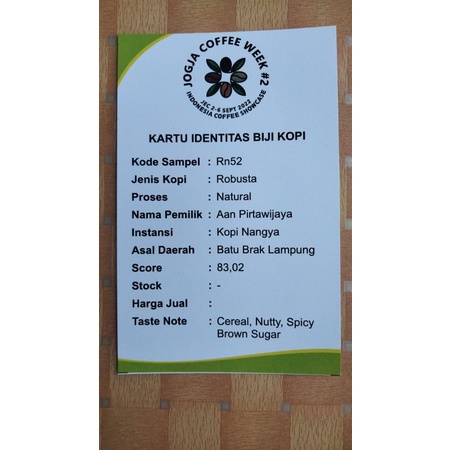 JOGJA COFFEE WEEK #2
JEC 2-6 SEPT 2022
INDONESIA COFFEE SHOWCASE
KARTU IDENTITAS BIJI KOPI
Kode Sampel : Rn52
Jenis Kopi : Robusta
Proses : Natural
Nama Pemilik : Aan Pirtawijaya
Instansi : Kopi Nangya
Asal Daerah : Batu Brak Lampung
Score : 83,02
Stock : -
Harga Jual :
Taste Note : Cereal, Nutty, Spicy
Brown Sugar